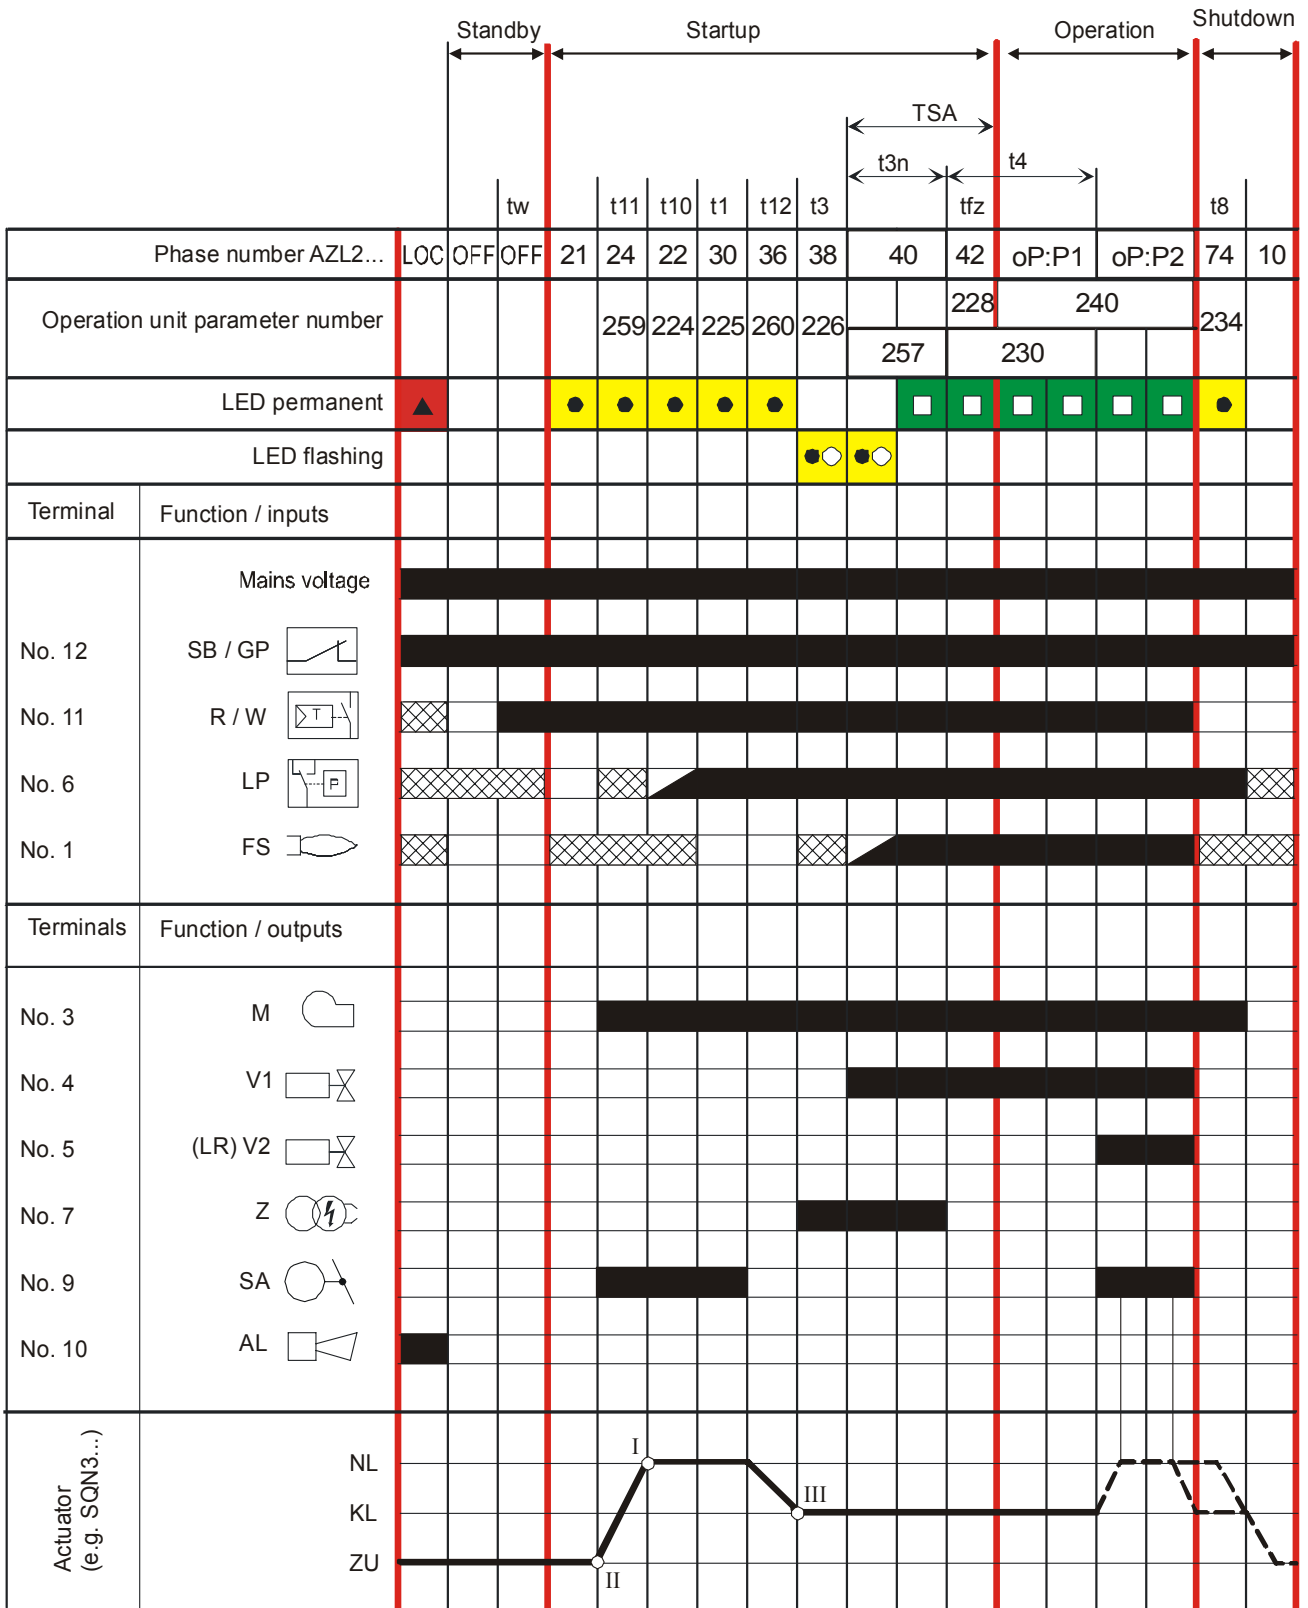 Standby Startup Operation Shutdown
TSA
t3n t4
tw t11 t10 t1 t12 t3 tfz t8
Phase number AZL2... LOC OFF OFF 21 24 22 30 36 38 40 42 oP:P1 oP:P2 74 10
228 240
Operation unit parameter number 259 224 225 260 226 234
257 230
LED permanent
LED flashing
Terminal Function / inputs
Mains voltage
No. 12 SB / GP
No. 11 R / W T
No. 6 LP P
No. 1 FS
Terminals Function / outputs
No. 3 M
No. 4 V1
No. 5 (LR) V2
No. 7 Z
No. 9 SA
No. 10 AL
Actuator
(e.g. SQN3...)
NL I
KL III
ZU II